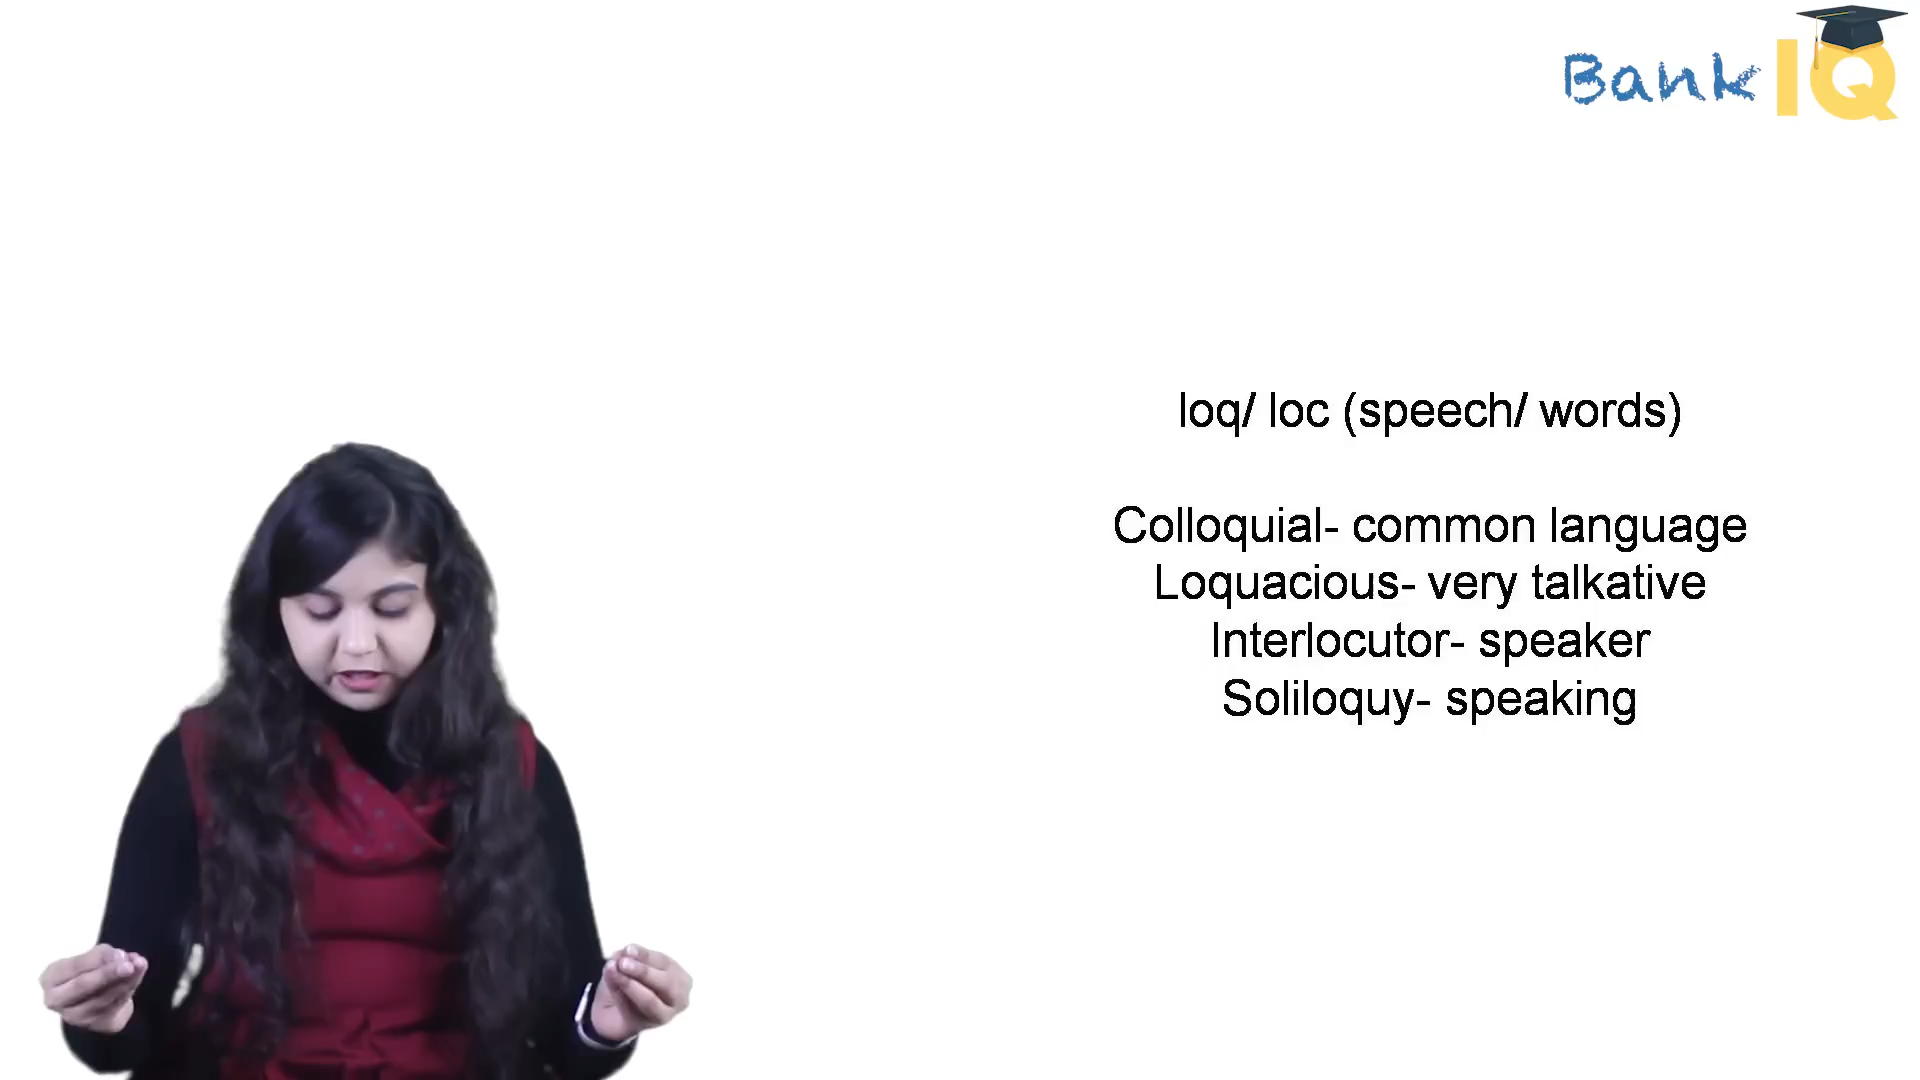 Bank IQ
loq/ loc (speech/ words)
Colloquial- common language
Loquacious- very talkative
Interlocutor- speaker
Soliloquy- speaking